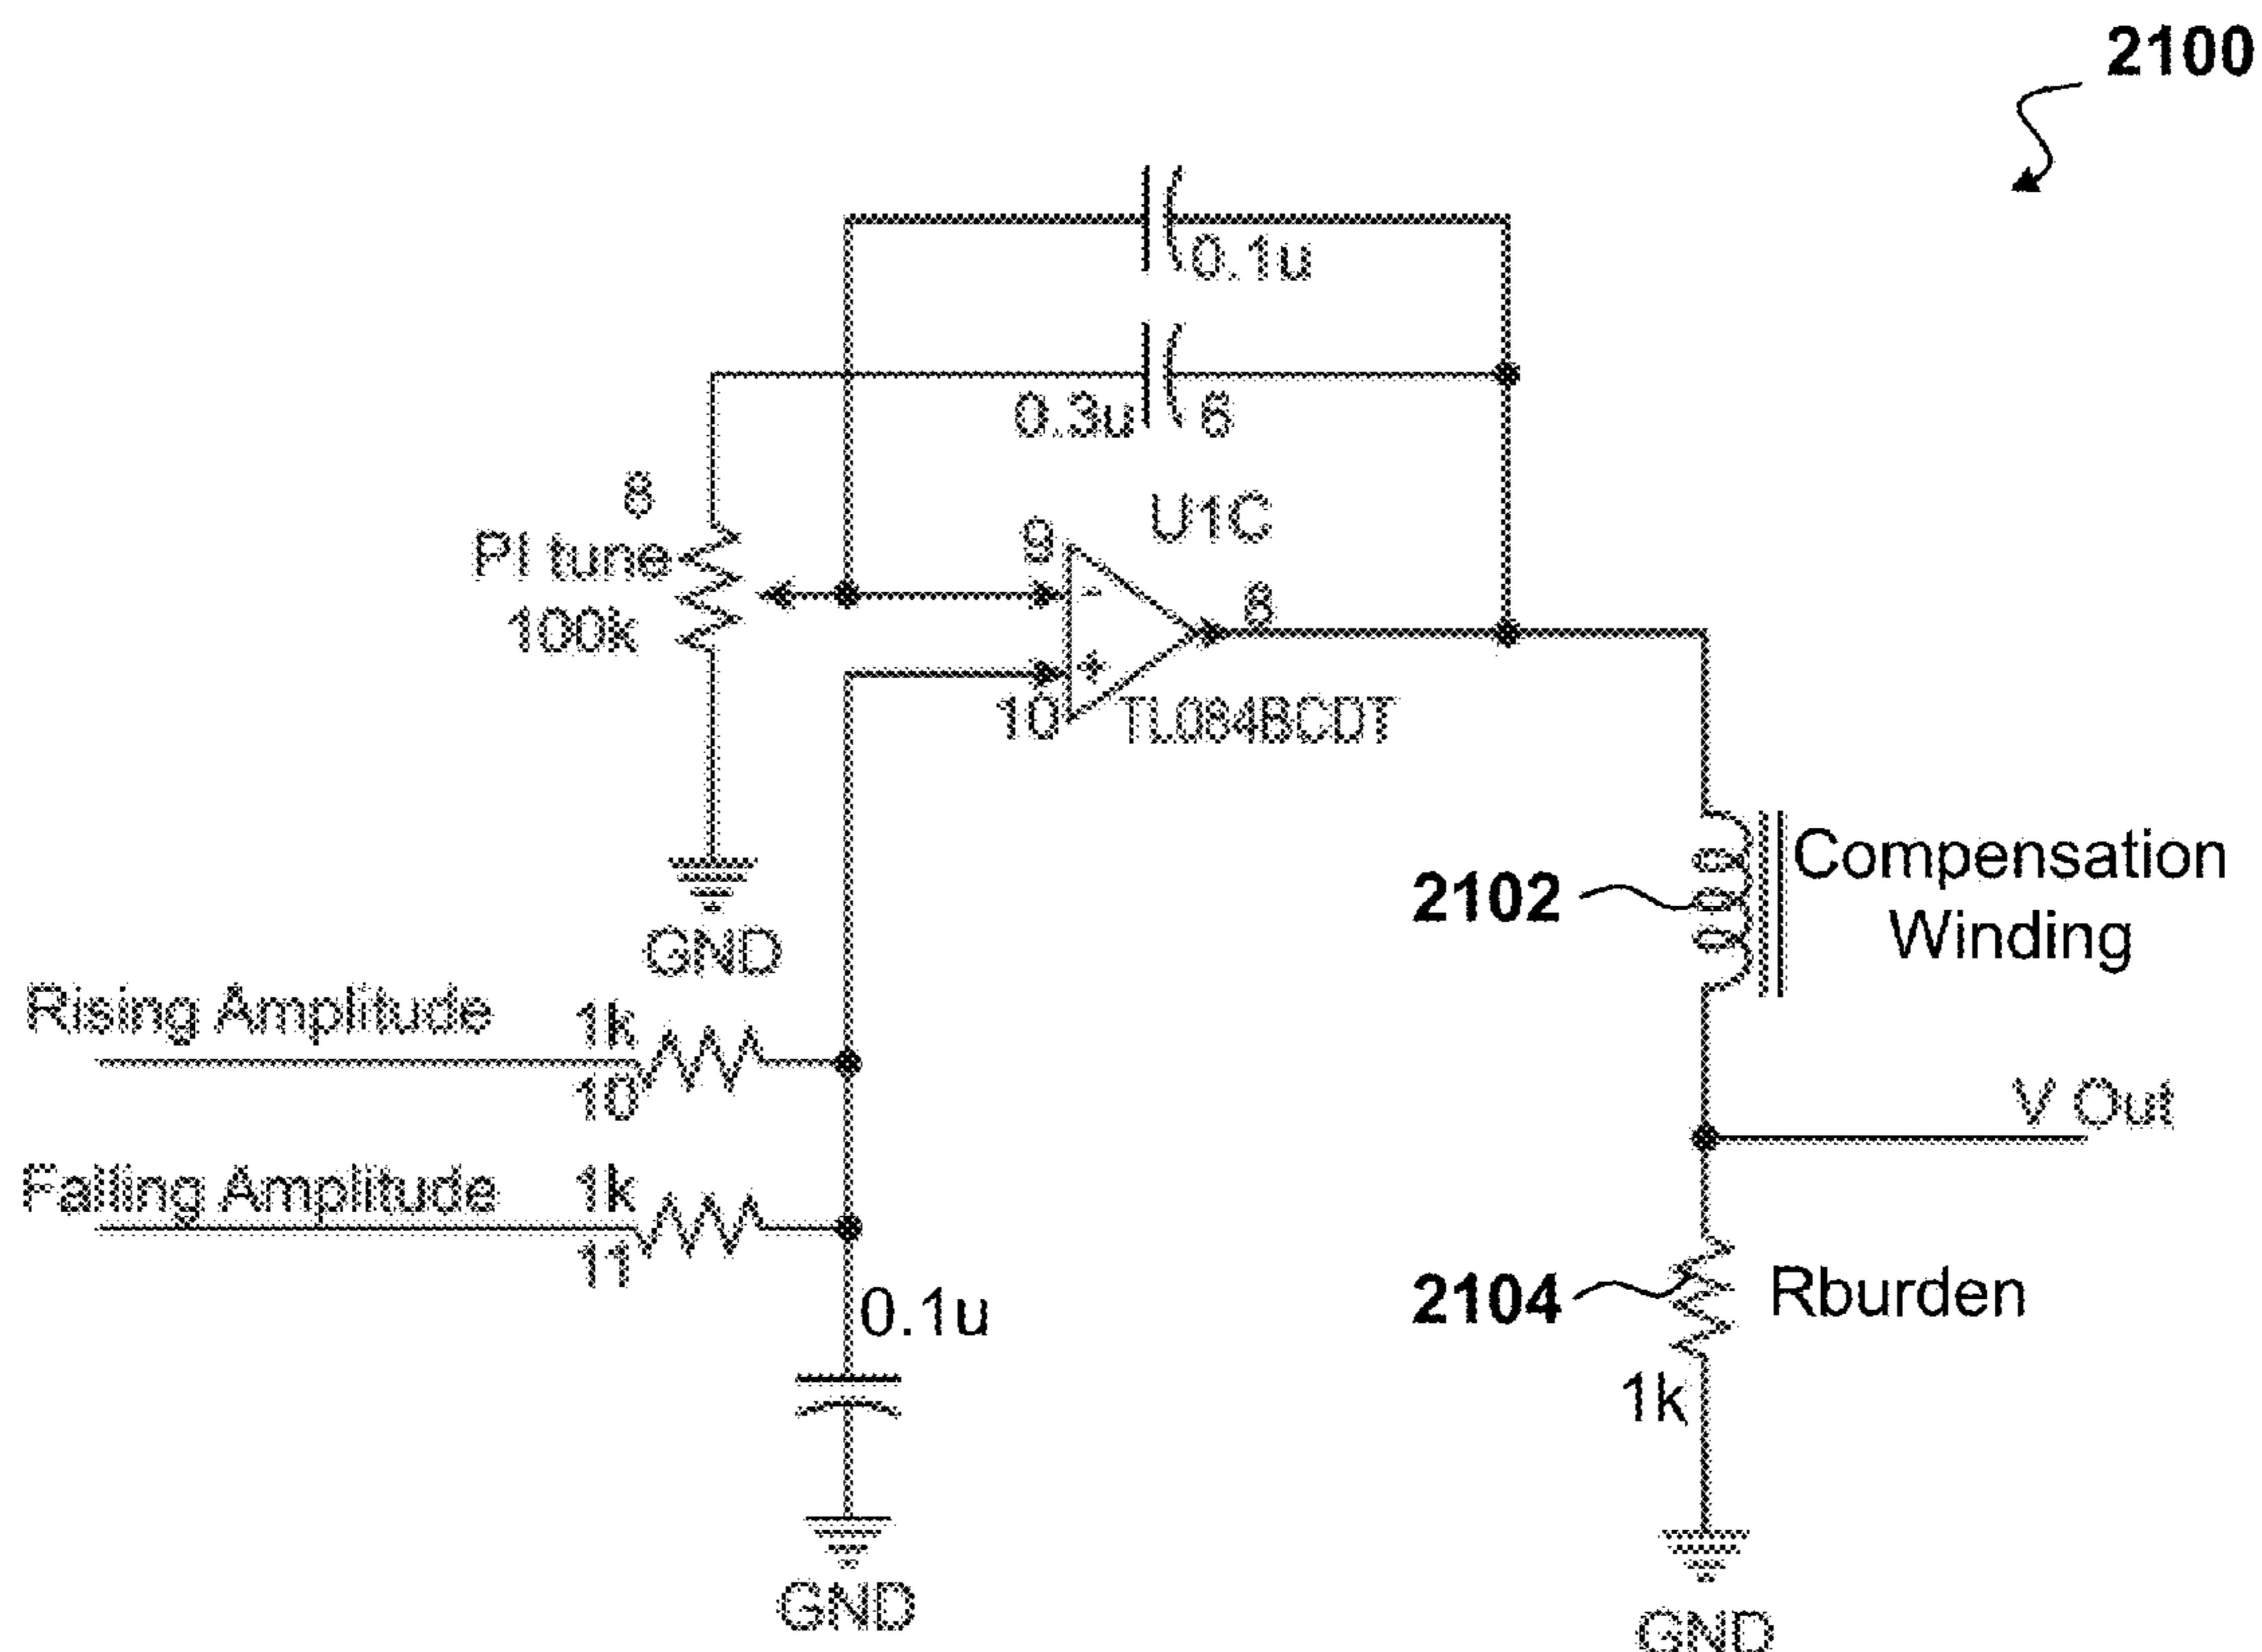 2100
0.1u
0.3u 6
8
PI tune
100k
U1C
9
-
8
+
10
TL084BCDT
GND
2102
Compensation
Winding
Rising Amplitude
1k
10
V Out
Falling Amplitude
1k
11
0.1u
2104
Rburden
1k
GND
GND